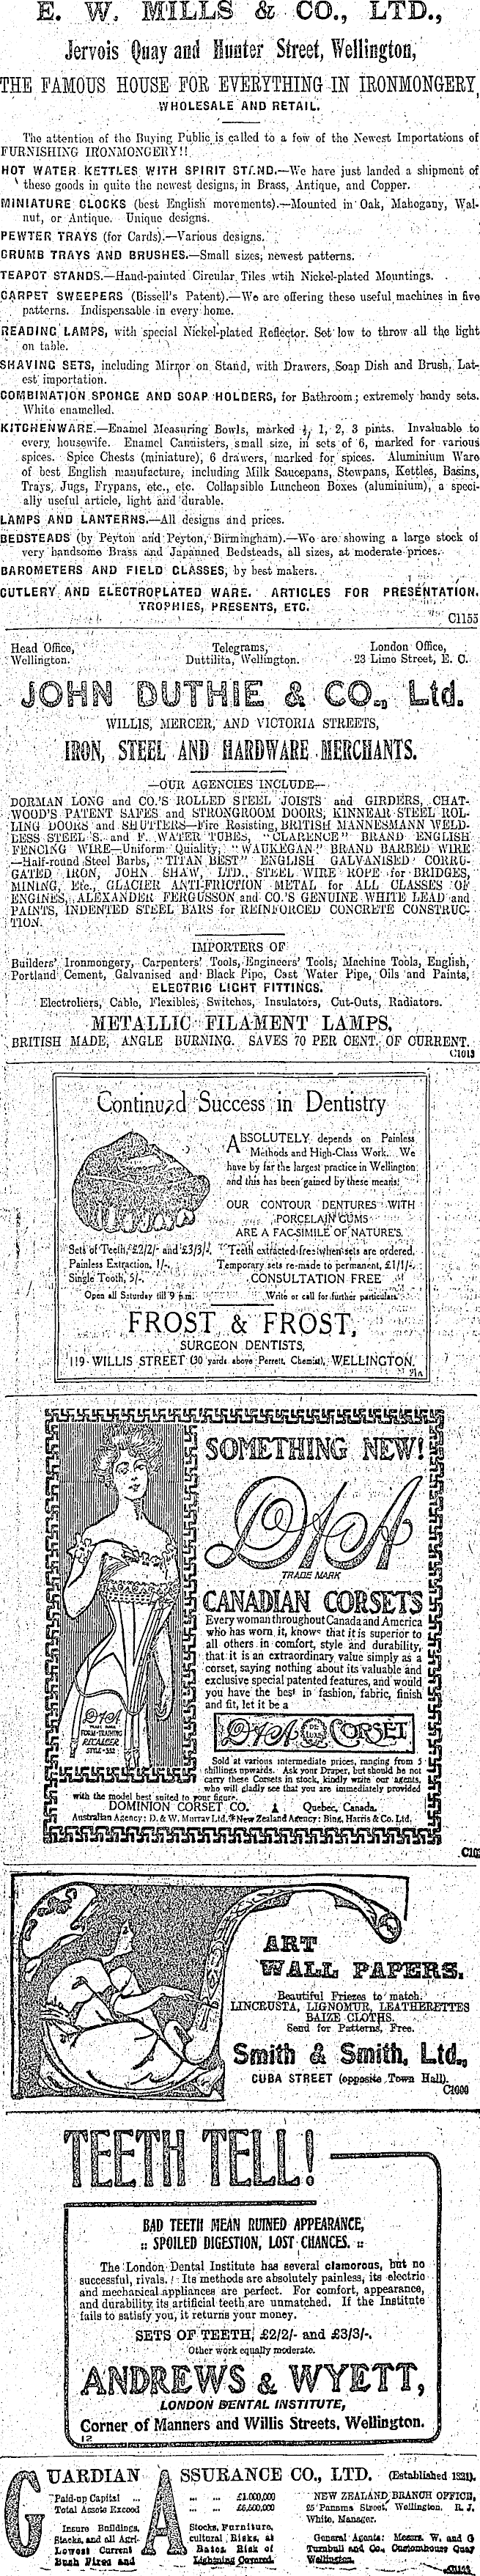 E. W. MILLS & CO., LTD.,
Jervois Quay and Hunter Street, Wellington,
THE FAMOUS HOUSE FOR EVERYTHING IN IRONMONGERY,
WHOLESALE AND RETAIL.
The attention of the Buying Public is called to a few of the Newest Importations of
FURNISHING IRONMONGERY!!
HOT WATER KETTLES WITH SPIRIT STAND.—We have just landed a shipment of
these goods in quite the newest designs, in Brass, Antique, and Copper.
MINIATURE CLOCKS (best English movements).—Mounted in Oak, Mahogany, Wal-
nut, or Antique. Unique designs.
PEWTER TRAYS (for Cards).—Various designs.
CRUMB TRAYS AND BRUSHES.—Small sizes; newest patterns.
TEAPOT STANDS.—Hand-painted Circular Tiles wtih Nickel-plated Mountings.
CARPET SWEEPERS (Bissell's Patent).—We are offering these useful machines in five
patterns. Indispensable in every home.
READING LAMPS, with special Nickel-plated Reflector. Set low to throw all the light
on table.
SHAVING SETS, including Mirror on Stand, with Drawers, Soap Dish and Brush, Lat-
est importation.
COMBINATION SPONGE AND SOAP HOLDERS, for Bathroom; extremely handy sets.
White enamelled.
KITCHENWARE.—Enamel Measuring Bowls, marked ½, 1, 2, 3 pints. Invaluable to
every housewife. Enamel Cannisters, small size, in sets of 6, marked for various
spices. Spice Chests (miniature), 6 drawers, marked for spices. Aluminium Ware
of best English manufacture, including Milk Saucepans, Stewpans, Kettles, Basins,
Trays, Jugs, Frypans, etc., etc. Collapsible Luncheon Boxes (aluminium), a speci-
ally useful article, light and durable.
LAMPS AND LANTERNS.—All designs and prices.
BEDSTEADS (by Peyton and Peyton, Birmingham).—We are showing a large stock of
very handsome Brass and Japanned Bedsteads, all sizes, at moderate prices.
BAROMETERS AND FIELD CLASSES, by best makers.
CUTLERY AND ELECTROPLATED WARE. ARTICLES FOR PRESENTATION,
TROPHIES, PRESENTS, ETC.
C1155
Head Office, Telegrams, London Office,
Wellington. Duttilita, Wellington. 23 Lime Street, E. C.
JOHN DUTHIE & CO., Ltd.
WILLIS, MERCER, AND VICTORIA STREETS,
IRON, STEEL AND HARDWARE MERCHANTS.
—OUR AGENCIES INCLUDE—
DORMAN LONG and CO.'S ROLLED STEEL JOISTS and GIRDERS, CHAT-
WOOD'S PATENT SAFES and STRONGROOM DOORS, KINNEAR STEEL ROL-
LING DOORS and SHUTTERS—Fire Resisting, BRITISH MANNESMANN WELD-
LESS STEEL S. and F. WATER TUBES, "CLARENCE" BRAND ENGLISH
FENCING WIRE—Uniform Quality, "WAUKEGAN" BRAND BARBED WIRE
—Half-round Steel Barbs, "TITAN BEST" ENGLISH GALVANISED CORRU-
GATED IRON, JOHN SHAW, LTD., STEEL WIRE ROPE for BRIDGES,
MINING, Etc., GLACIER ANTI-FRICTION METAL for ALL CLASSES OF
ENGINES, ALEXANDER FERGUSSON and CO.'S GENUINE WHITE LEAD and
PAINTS, INDENTED STEEL BARS for REINFORCED CONCRETE CONSTRUC-
TION.
IMPORTERS OF
Builders' Ironmongery, Carpenters' Tools, Engineers' Tools, Machine Tools, English
Portland Cement, Galvanised and Black Pipe, Cast Water Pipe, Oils and Paints,
ELECTRIC LIGHT FITTINGS.
Electroliers, Cable, Flexibles, Switches, Insulators, Cut-Outs, Radiators.
METALLIC FILAMENT LAMPS,
BRITISH MADE, ANGLE BURNING. SAVES 70 PER CENT. OF CURRENT.
C1013
Continued Success in Dentistry
ABSOLUTELY depends on Painless
Methods and High-Class Work. We
have by far the largest practice in Wellington
and this has been gained by these means:
OUR CONTOUR DENTURES WITH
PORCELAIN GUMS
ARE A FAC-SIMILE OF NATURE'S.
Sets of Teeth, £2/2/- and £3/3/-. Teeth extracted free when sets are ordered.
Painless Extraction, 1/-. Temporary sets re-made to permanent, £1/1/-.
Single Tooth, 5/-. CONSULTATION FREE
Open all Saturday till 9 p.m. Write or call for further particulars.
FROST & FROST,
SURGEON DENTISTS,
119 WILLIS STREET (30 yards above Perrett, Chemist), WELLINGTON.
SOMETHING NEW!
D&A
TRADE MARK
CANADIAN CORSETS
Every woman throughout Canada and America
who has worn it, knows that it is superior to
all others in comfort, style and durability,
that it is an extraordinary value simply as a
corset, saying nothing about its valuable and
exclusive special patented features, and would
you have the best in fashion, fabric, finish
and fit, let it be a
D&A CORSET
D&A
FORM-TRAINING
REDUCER
STYLE-552
Sold at various intermediate prices, ranging from 5
shillings upwards. Ask your Draper, but should he not
carry these Corsets in stock, kindly write our agents,
who will gladly see that you are immediately provided
with the model best suited to your figure.
DOMINION CORSET CO. Quebec, Canada.
Australian Agency: D. & W. Murray Ltd. New Zealand Agency: Bing, Harris & Co. Ltd.
ART
WALL PAPERS.
Beautiful Friezes to match.
LINCRUSTA, LIGNOMUR, LEATHERETTES
BAIZE CLOTHS.
Send for Patterns, Free.
Smith & Smith, Ltd.,
CUBA STREET (opposite Town Hall).
C1000
TEETH TELL!
BAD TEETH MEAN RUINED APPEARANCE,
:: SPOILED DIGESTION, LOST CHANCES. ::
The London Dental Institute has several clamorous, but no
successful, rivals. Its methods are absolutely painless, its electric
and mechanical appliances are perfect. For comfort, appearance,
and durability its artificial teeth are unmatched. If the Institute
fails to satisfy you, it returns your money.
SETS OF TEETH, £2/2/- and £3/3/-.
Other work equally moderate.
ANDREWS & WYETT,
LONDON DENTAL INSTITUTE,
Corner of Manners and Willis Streets, Wellington.
12
GUARDIAN ASSURANCE CO., LTD. (Established 1821).
Paid-up Capital ... ... ... £1,000,000
Total Assets Exceed ... ... £6,500,000
Insure Buildings, Stocks, Furniture,
Stacks, and all Agri- cultural Risks, at
Lowest Current Rates Risk of
Bush Fires and Lightning Covered.
NEW ZEALAND BRANCH OFFICE,
25 Panama Street, Wellington. R. J.
White, Manager.
General Agents: Messrs. W. and G
Turnbull and Co., Customhouse Quay
Wellington.